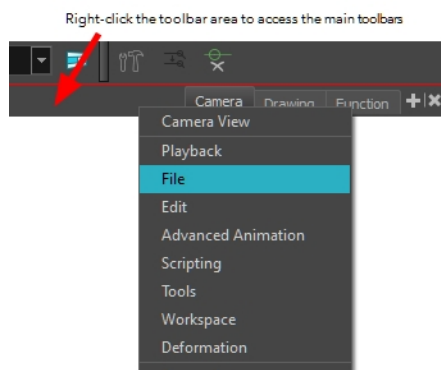 Right-click the toolbar area to access the main toolbars
Camera Drawing Function
Camera View
Playback
File
Edit
Advanced Animation
Scripting
Tools
Workspace
Deformation